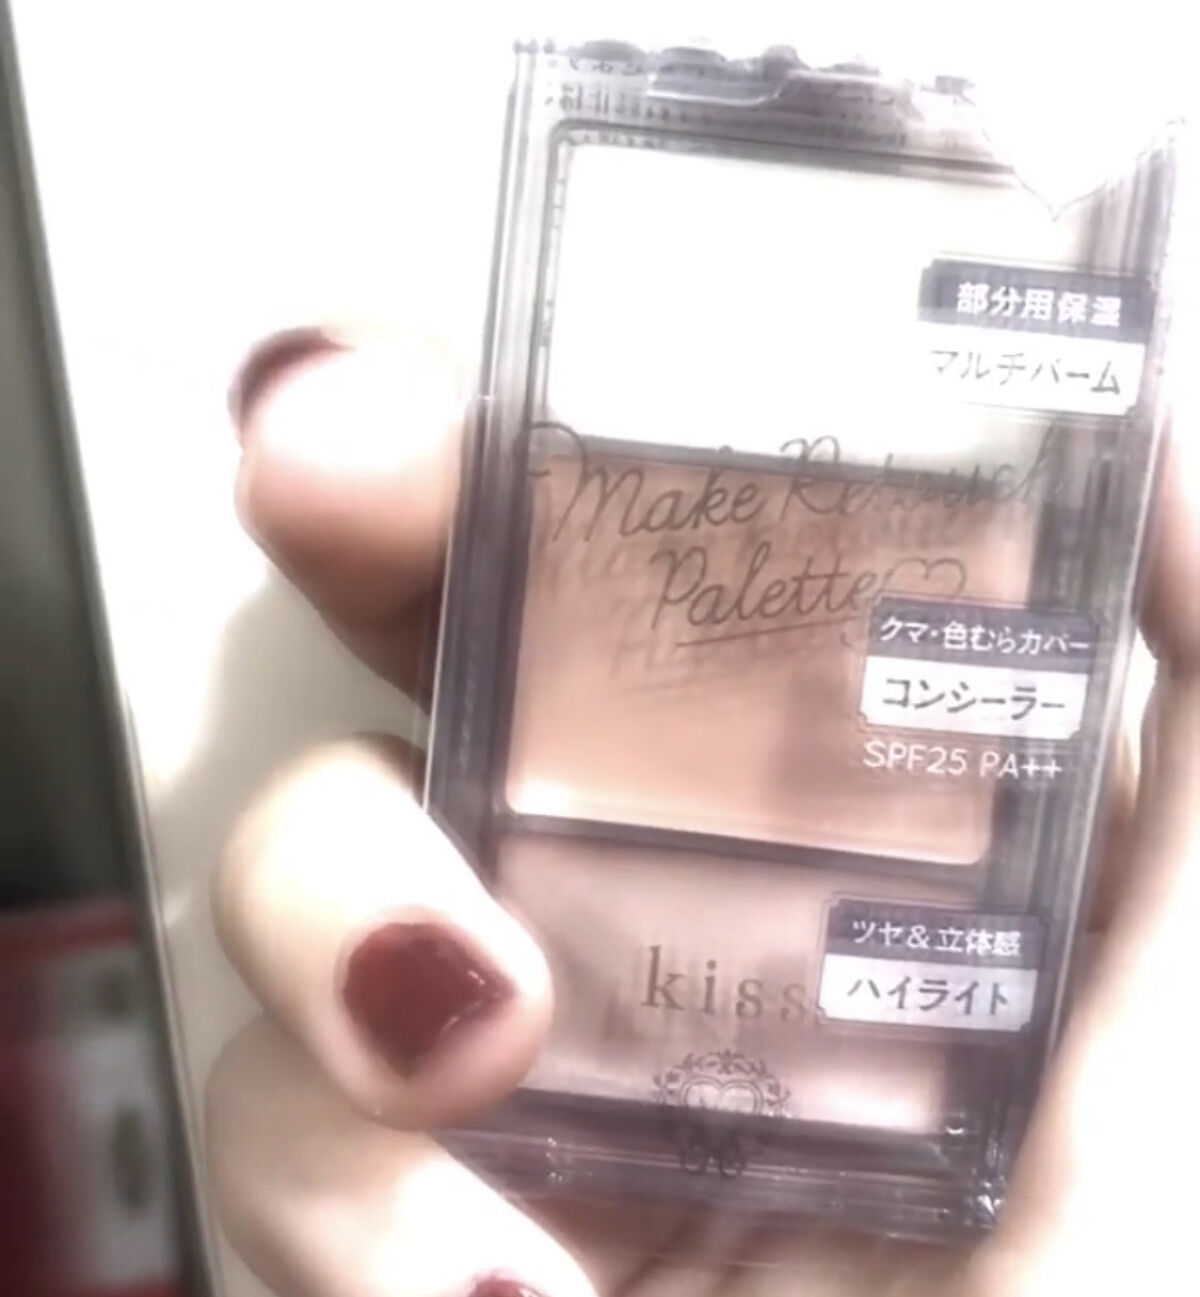 部分用保湿
マルチバーム
Make Retouch
Palette
クマ・色むらカバー
コンシーラー
SPF25 PA++
ツヤ&立体感
ハイライト
kiss